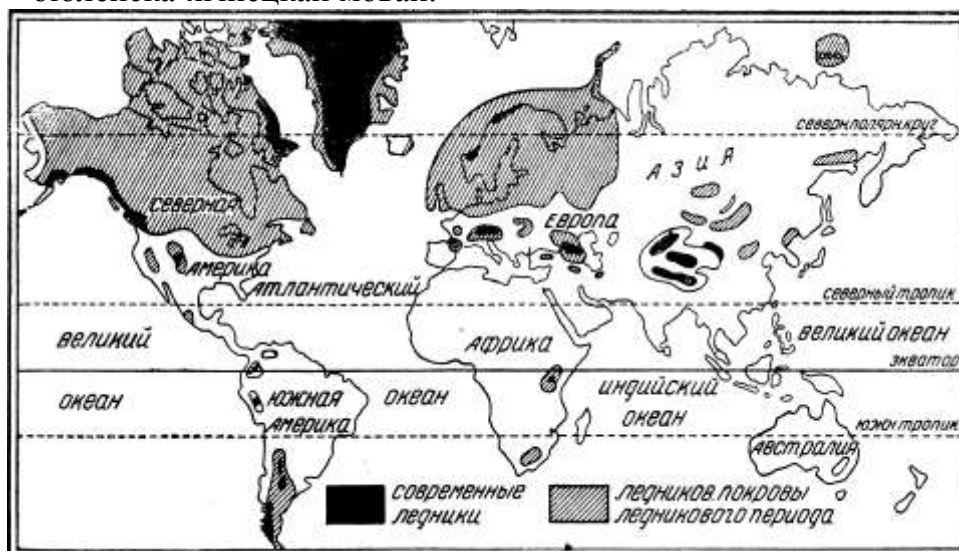 СЕВЕРН. ПОЛЯРН. КРУГ
АЗИЯ
СЕВЕРНАЯ
ЕВРОПА
АМЕРИКА
АТЛАНТИЧЕСКИЙ
СЕВЕРНЫЙ ТРОПИК
ВЕЛИКИЙ
АФРИКА
ВЕЛИКИЙ ОКЕАН
ЭКВАТОР
ИНДИЙСКИЙ
ОКЕАН
ЮЖНАЯ
ОКЕАН
ОКЕАН
АМЕРИКА
ЮЖН. ТРОПИК
АВСТРАЛИЯ
СОВРЕМЕННЫЕ
ЛЕДНИКИ
ЛЕДНИКОВ. ПОКРОВЫ
ЛЕДНИКОВОГО ПЕРИОДА